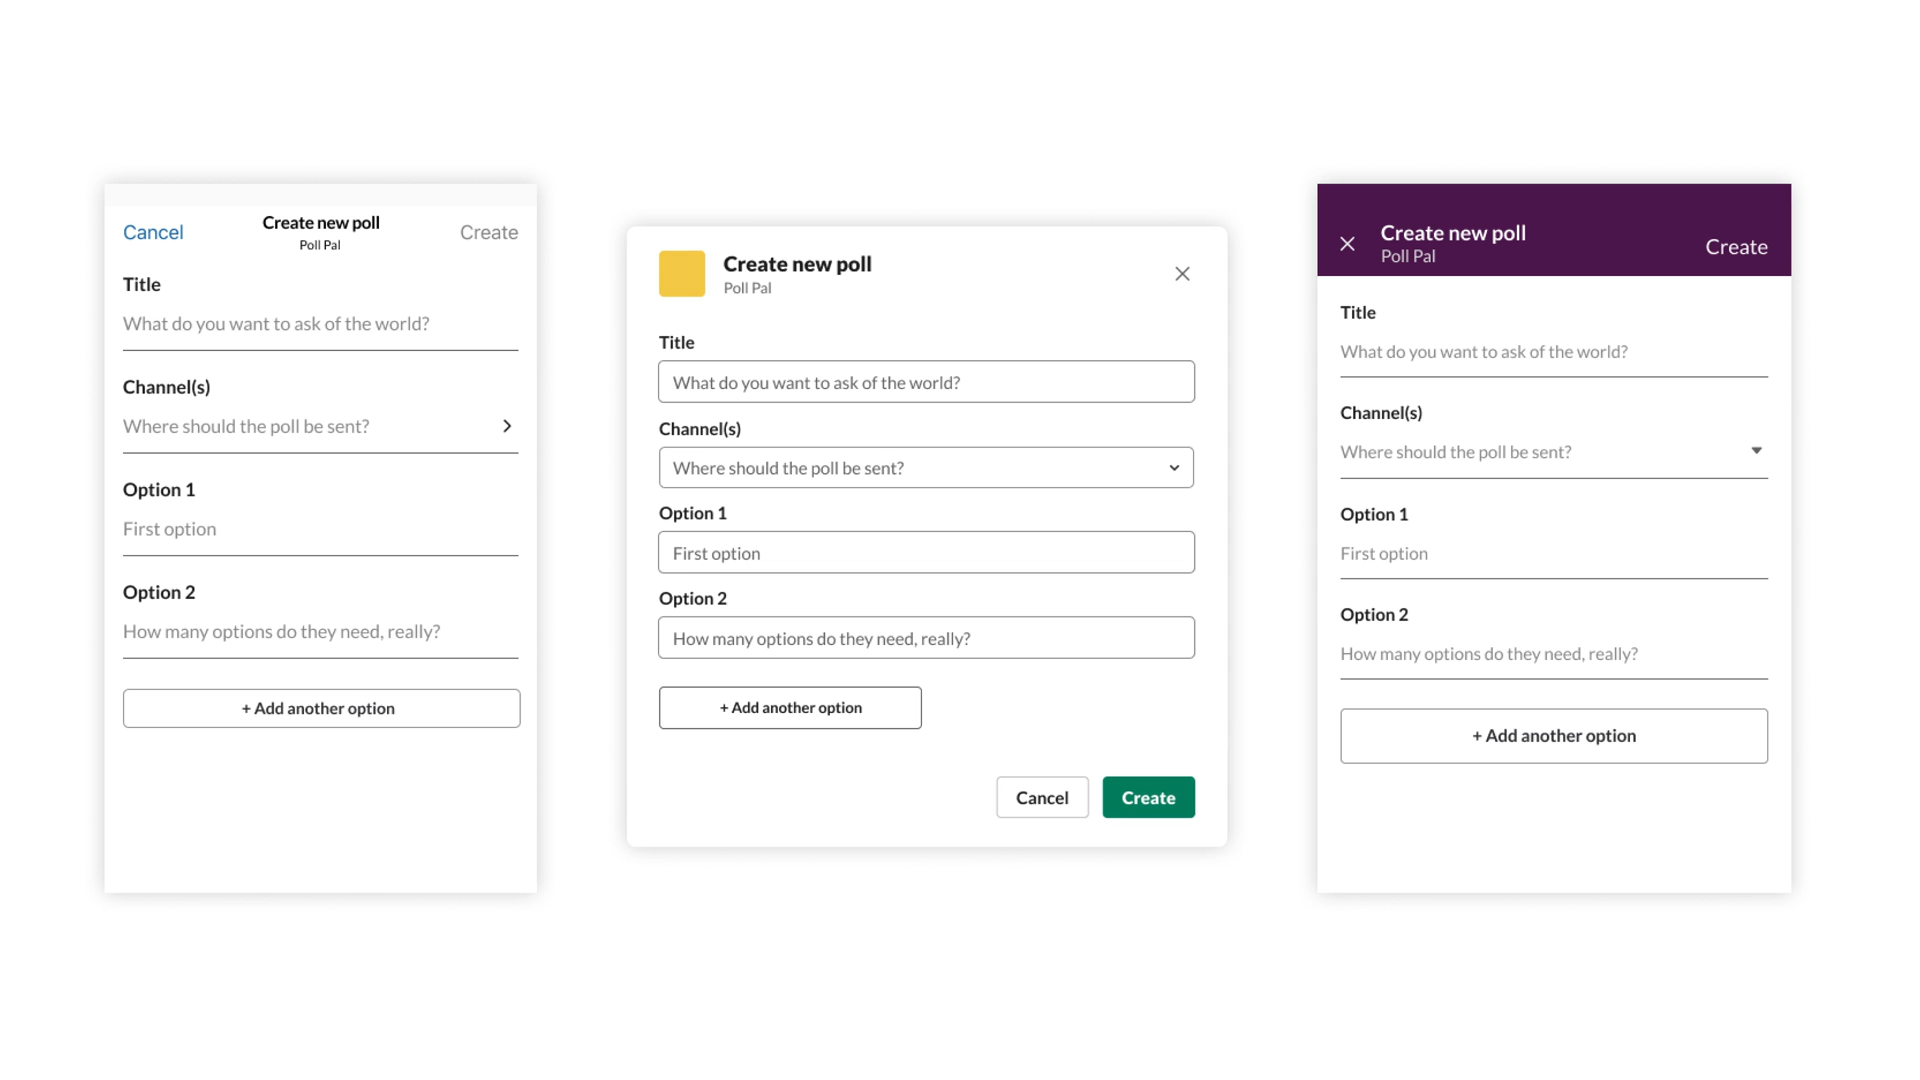 Cancel
Create new poll
Create
Poll Pal
Title
What do you want to ask of the world?
Channel(s)
Where should the poll be sent?
Option 1
First option
Option 2
How many options do they need, really?
+ Add another option
Create new poll
Poll Pal
Title
What do you want to ask of the world?
Channel(s)
Where should the poll be sent?
Option 1
First option
Option 2
How many options do they need, really?
+ Add another option
Cancel
Create
Create new poll
Poll Pal
Create
Title
What do you want to ask of the world?
Channel(s)
Where should the poll be sent?
Option 1
First option
Option 2
How many options do they need, really?
+ Add another option